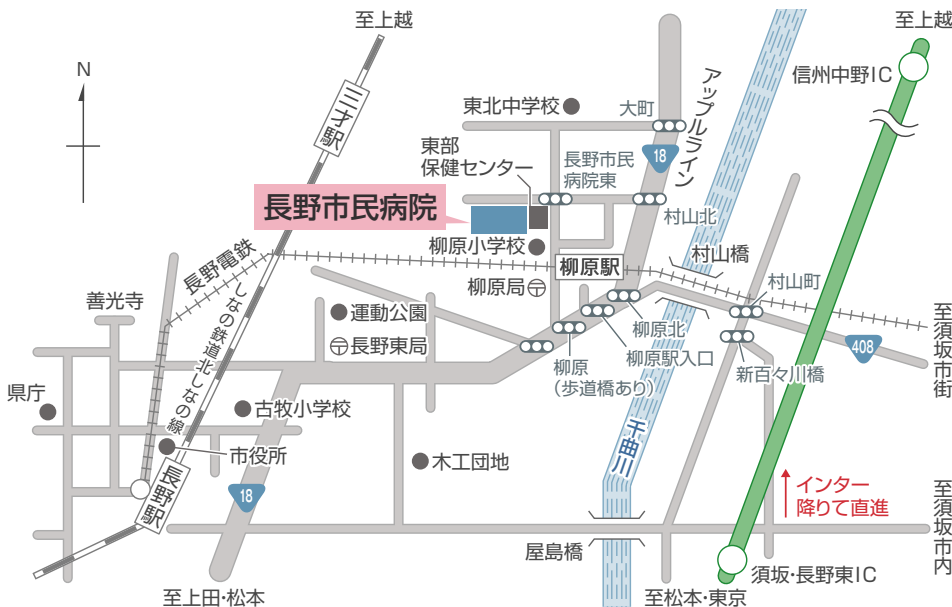 至上越
至上越
N
三才駅
アップルライン
信州中野IC
東北中学校
大町
東部
保健センター
長野市民
病院東
18
長野市民病院
村山北
柳原小学校
村山橋
長野電鉄
柳原駅
村山町
柳原局
善光寺
しなの鉄道北しなの線
運動公園
柳原北
至須坂市街
長野東局
柳原
(歩道橋あり)
柳原駅入口
新百々川橋
408
県庁
古牧小学校
千曲川
市役所
木工団地
長野駅
18
インター
降りて直進
至須坂市内
屋島橋
須坂・長野東IC
至上田・松本
至松本・東京